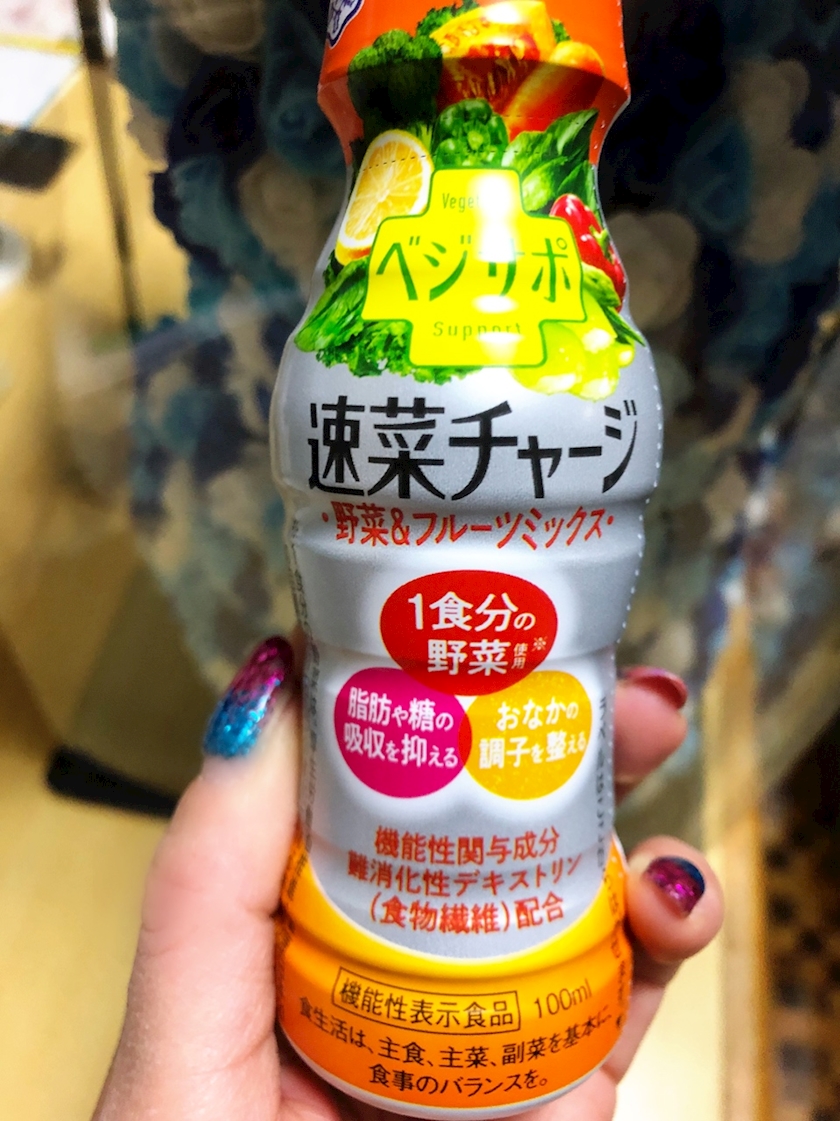 ベジサポ
Support
速菜チャージ
・野菜&フルーツミックス・
1食分の
野菜使用※
脂肪や糖の
吸収を抑える
おなかの
調子を整える
機能性関与成分
難消化性デキストリン
(食物繊維)配合
機能性表示食品 100ml
食生活は、主食、主菜、副菜を基本に、
食事のバランスを。